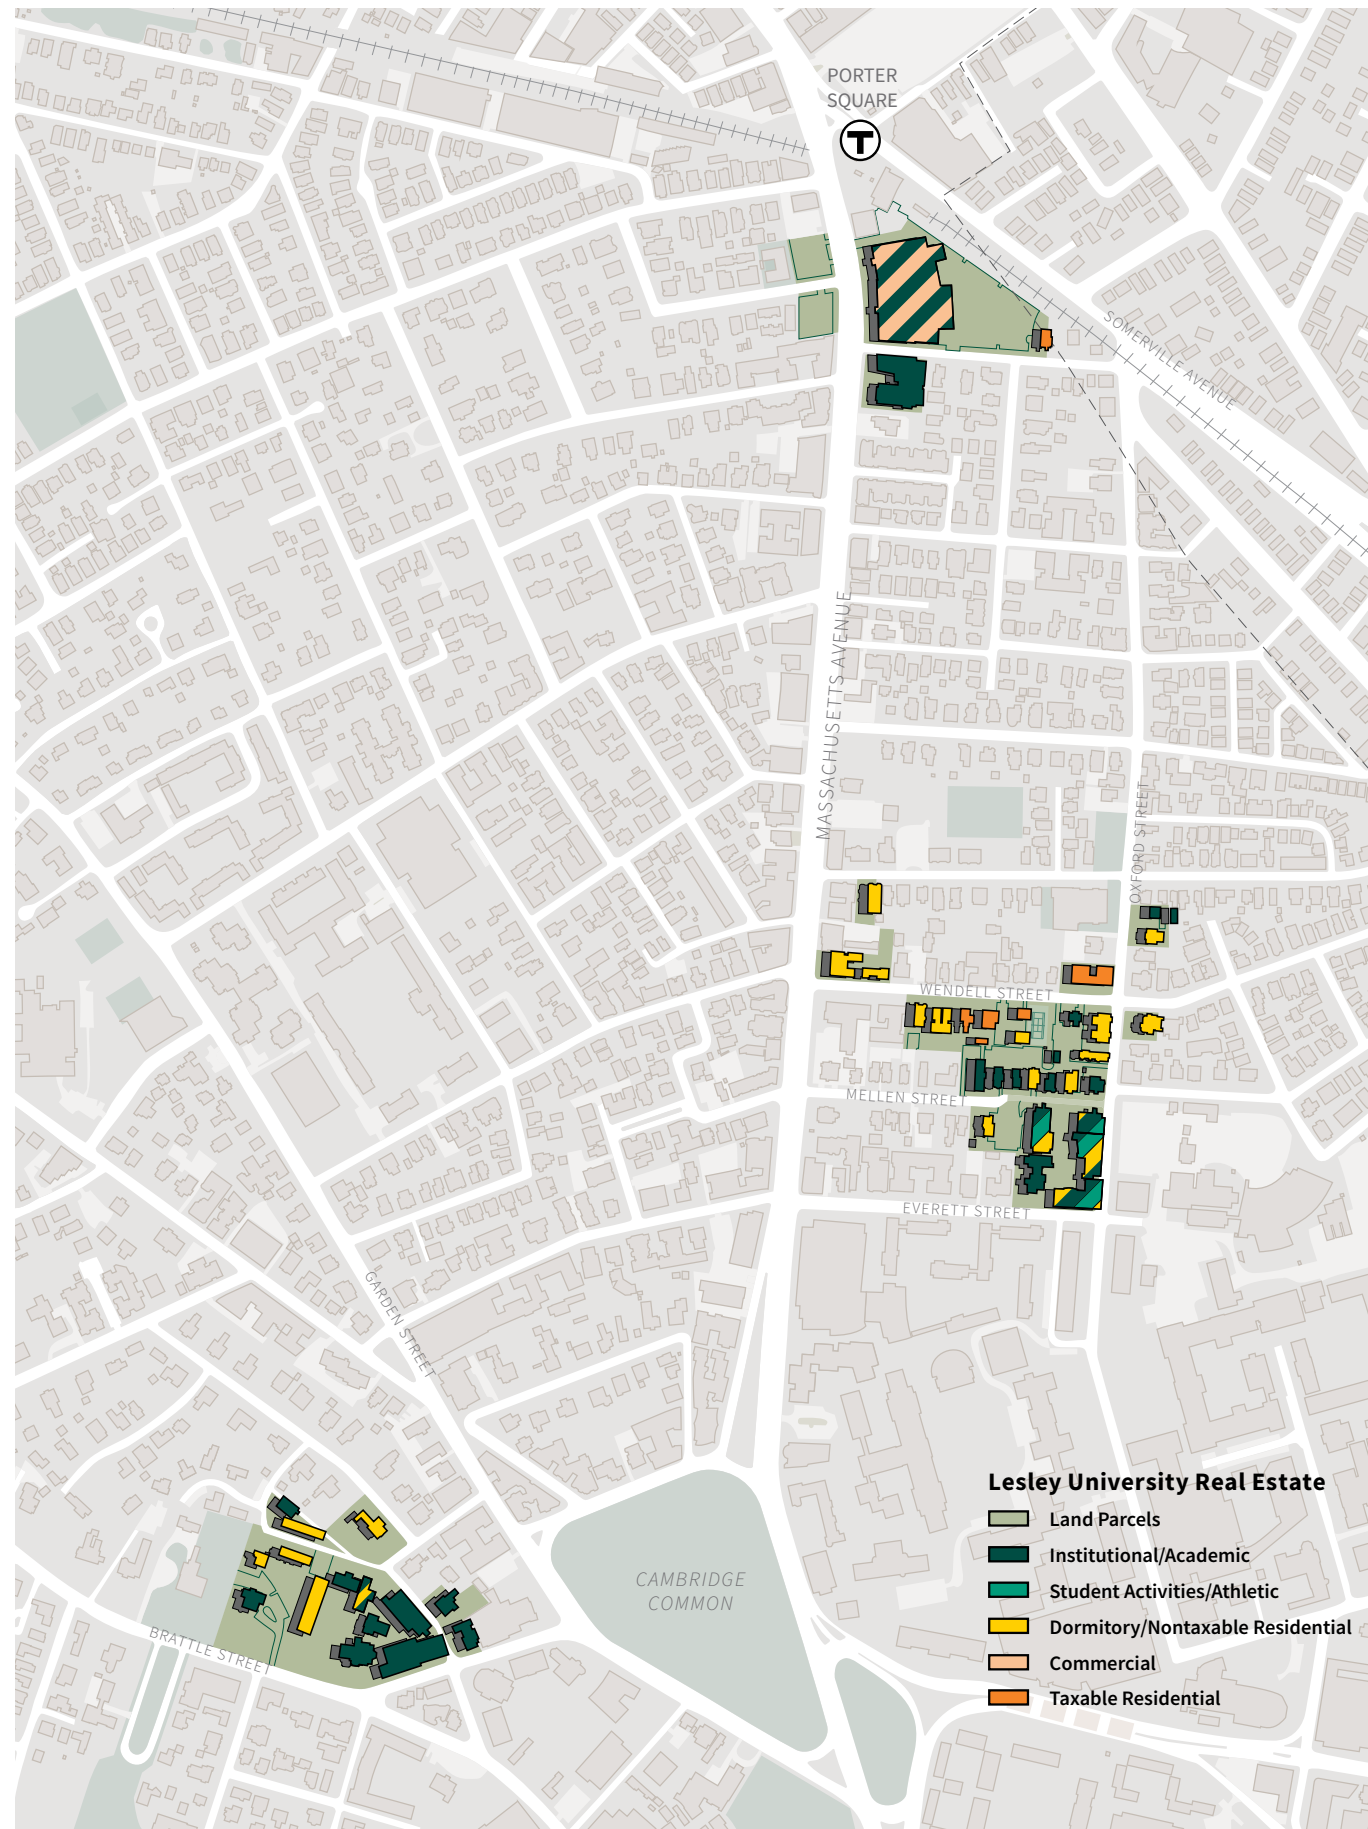 PORTER
SQUARE
T
SOMERVILLE AVENUE
MASSACHUSETTS AVENUE
OXFORD STREET
WENDELL STREET
MELLEN STREET
EVERETT STREET
GARDEN STREET
Lesley University Real Estate
Land Parcels
Institutional/Academic
Student Activities/Athletic
Dormitory/Nontaxable Residential
Commercial
Taxable Residential
CAMBRIDGE
COMMON
BRATTLE STREET